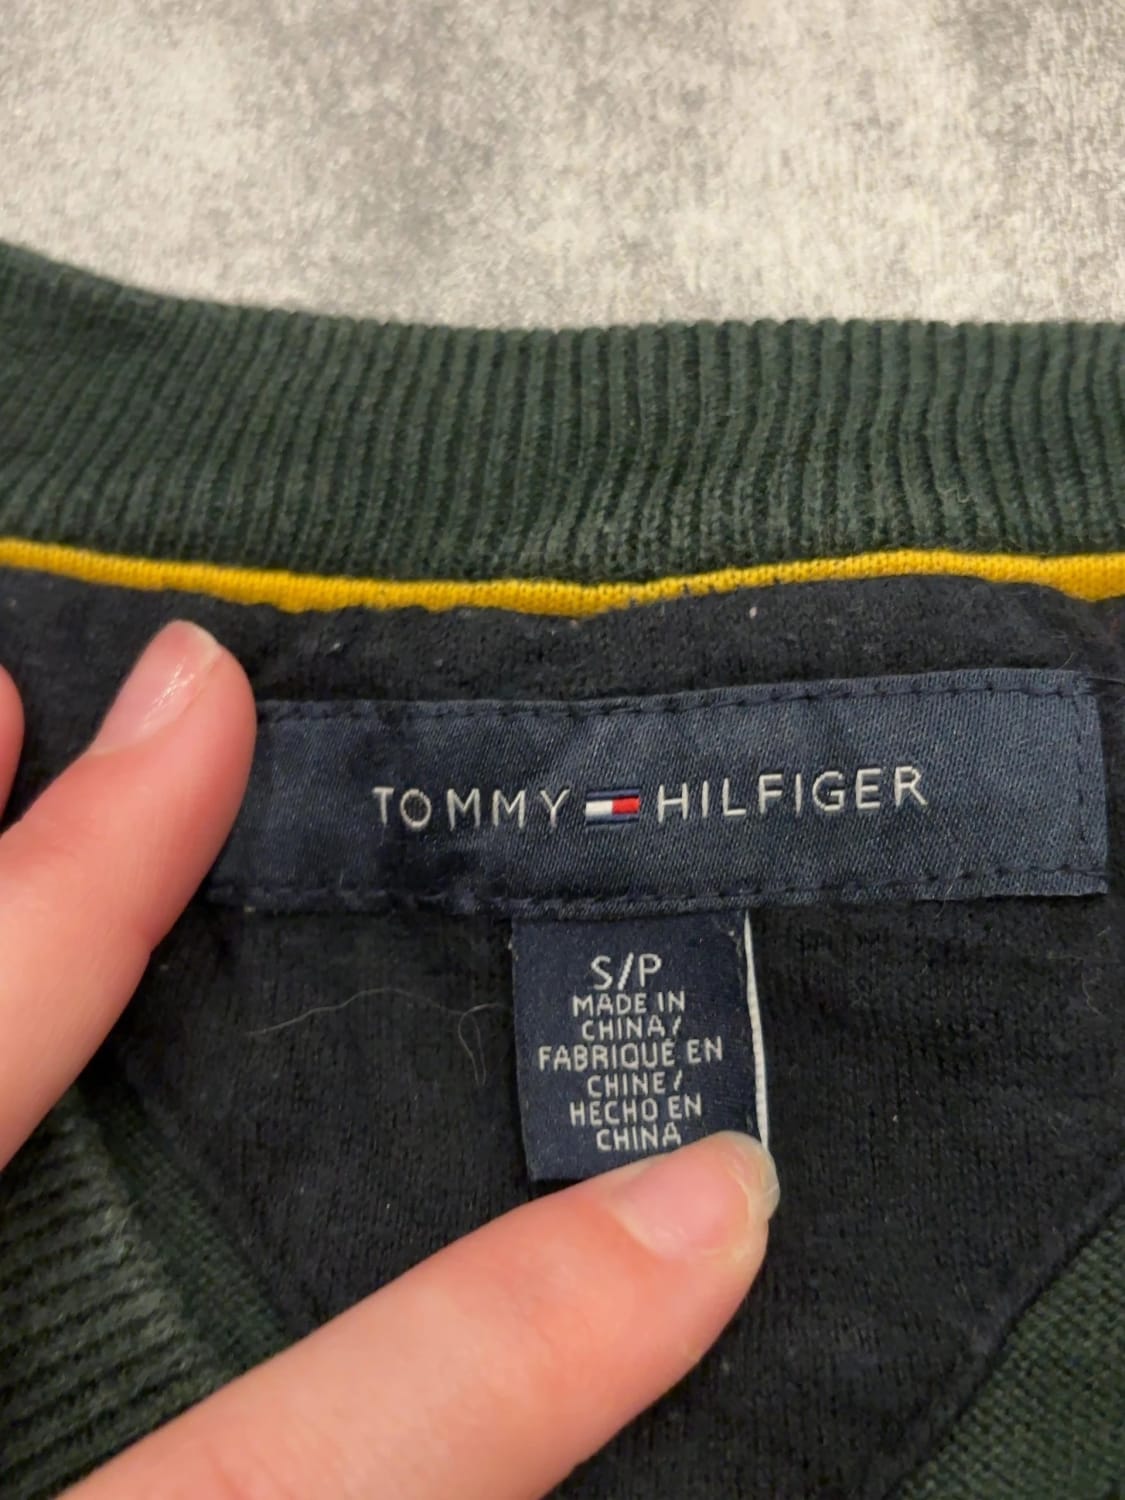 TOMMY HILFIGER
S/P
MADE IN
CHINA/
FABRIQUÉ EN
CHINE/
HECHO EN
CHINA